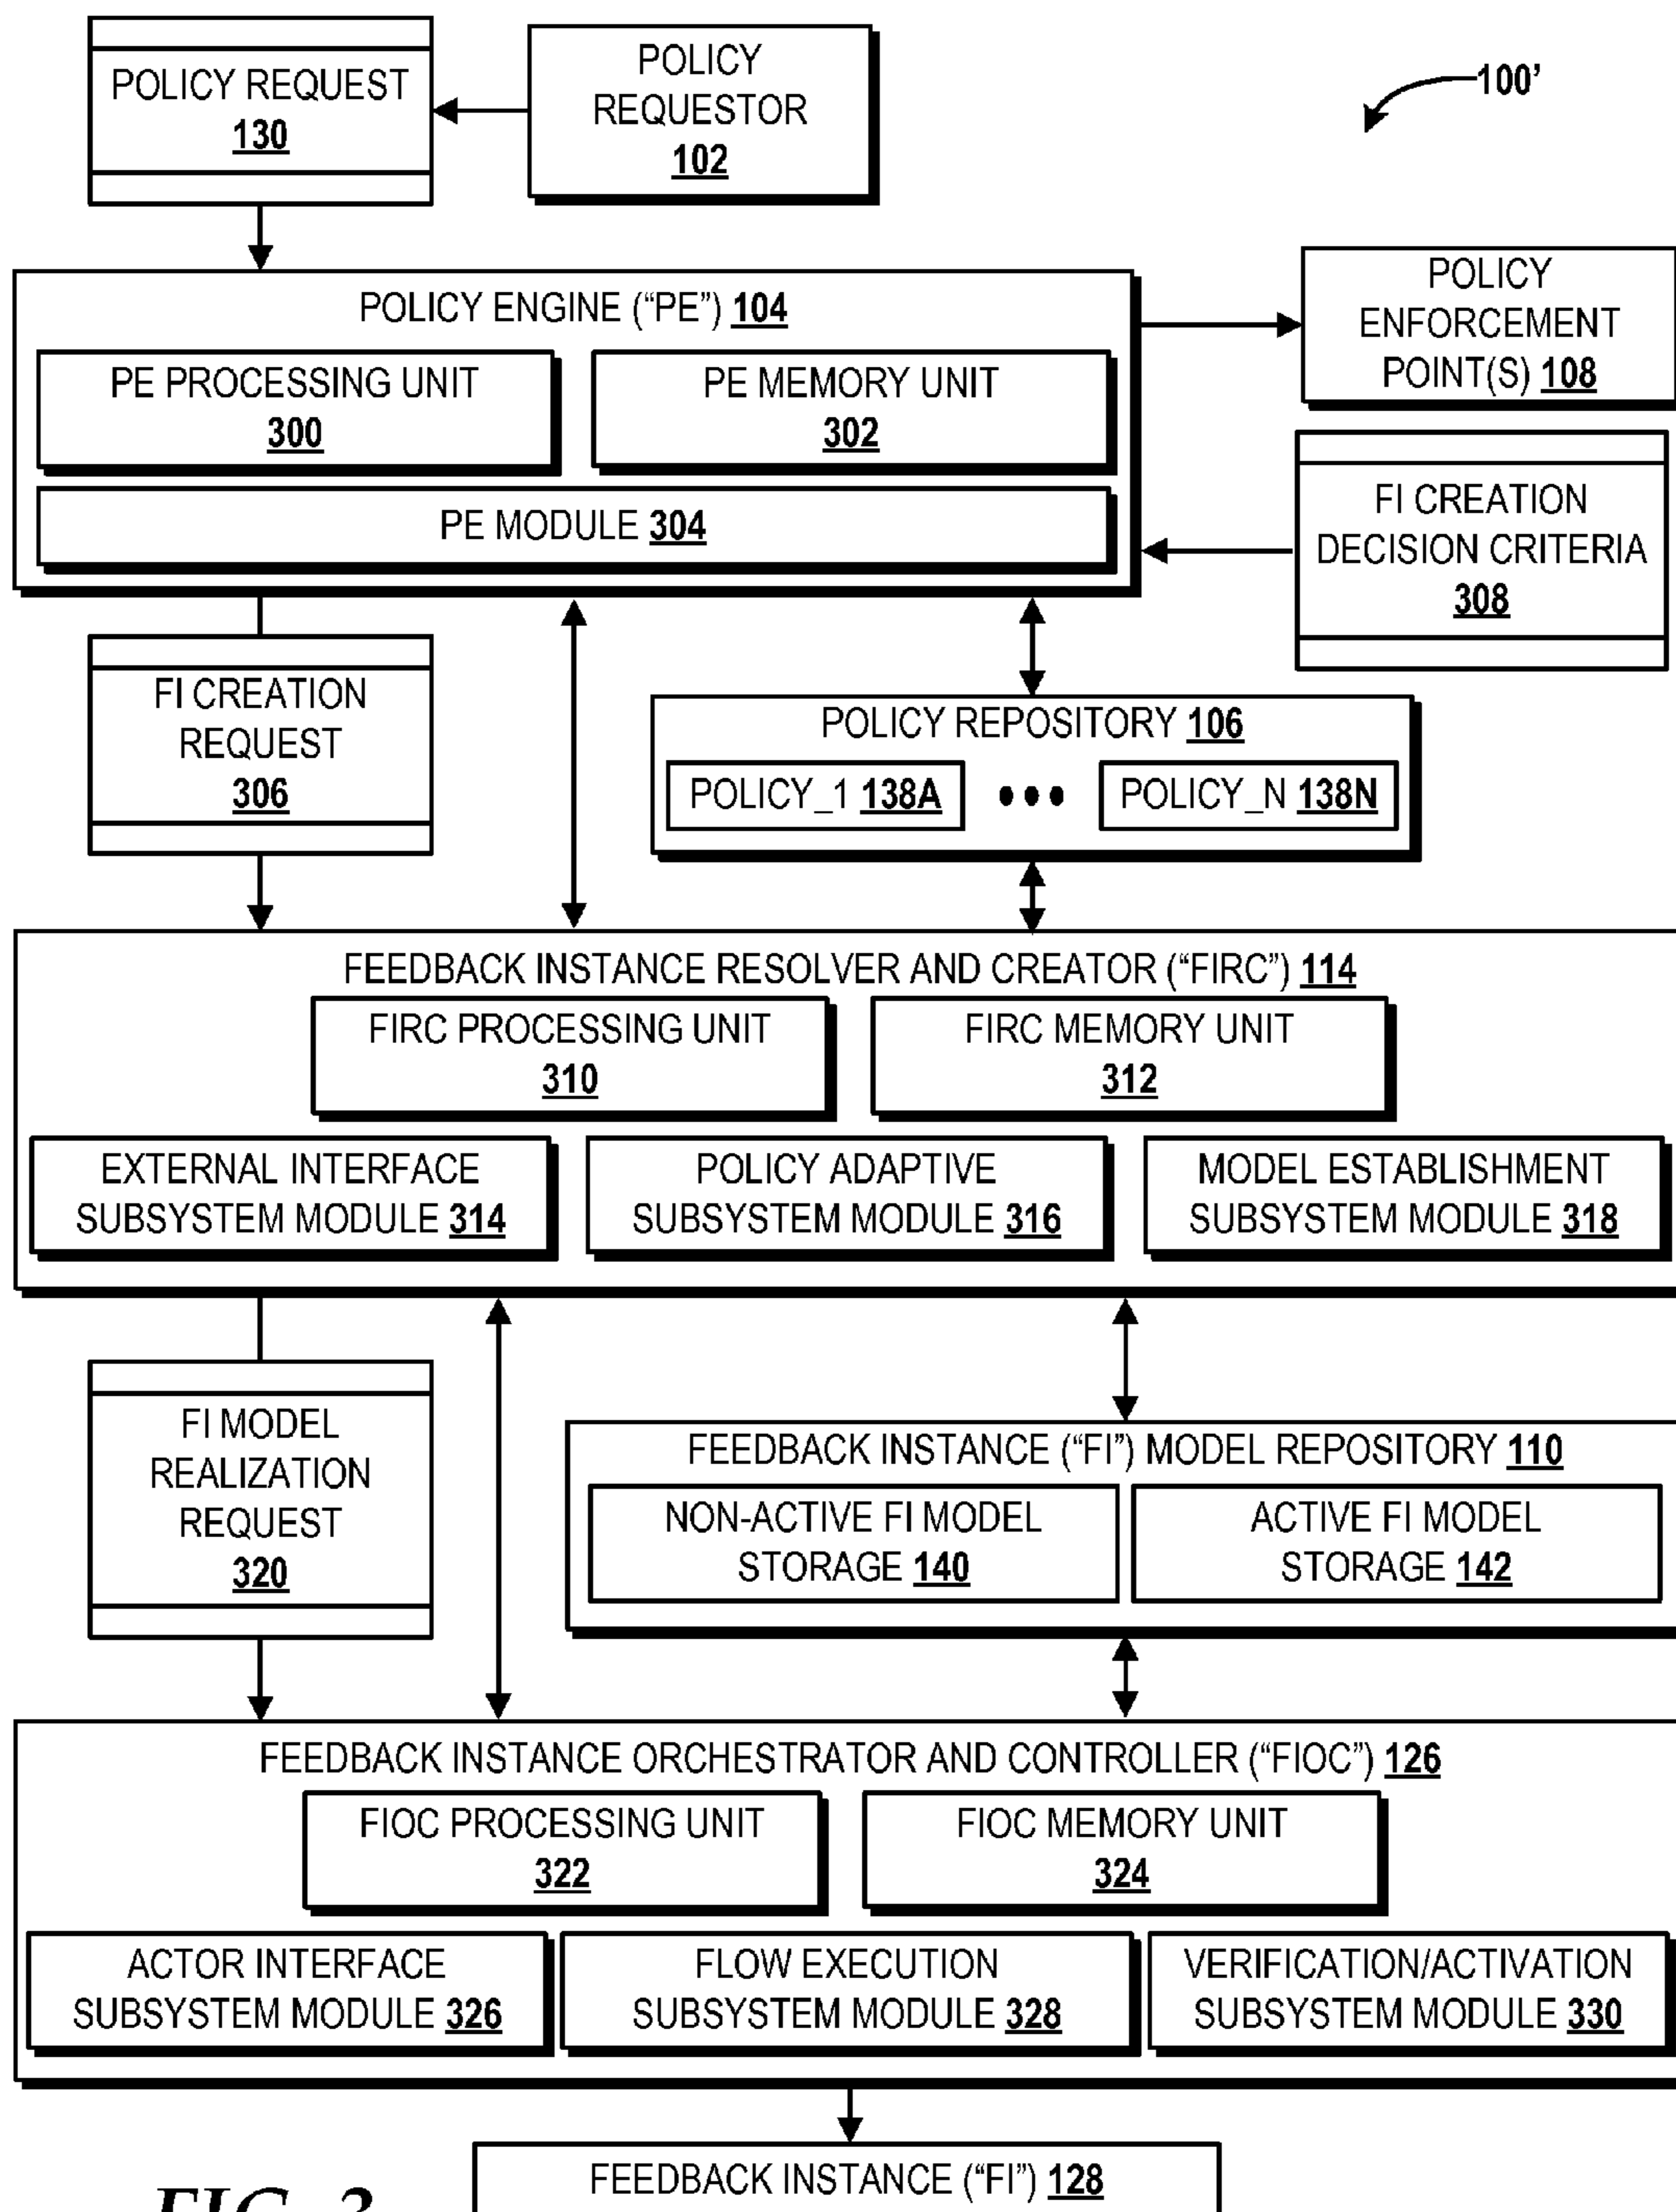 POLICY REQUEST
130
POLICY
REQUESTOR
102
100'
POLICY ENGINE (“PE”) 104
PE PROCESSING UNIT
300
PE MEMORY UNIT
302
PE MODULE 304
POLICY
ENFORCEMENT
POINT(S) 108
FI CREATION
DECISION CRITERIA
308
FI CREATION
REQUEST
306
POLICY REPOSITORY 106
POLICY_1 138A
POLICY_N 138N
FEEDBACK INSTANCE RESOLVER AND CREATOR (“FIRC”) 114
FIRC PROCESSING UNIT
310
FIRC MEMORY UNIT
312
EXTERNAL INTERFACE
SUBSYSTEM MODULE 314
POLICY ADAPTIVE
SUBSYSTEM MODULE 316
MODEL ESTABLISHMENT
SUBSYSTEM MODULE 318
FI MODEL
REALIZATION
REQUEST
320
FEEDBACK INSTANCE (“FI”) MODEL REPOSITORY 110
NON-ACTIVE FI MODEL
STORAGE 140
ACTIVE FI MODEL
STORAGE 142
FEEDBACK INSTANCE ORCHESTRATOR AND CONTROLLER (“FIOC”) 126
FIOC PROCESSING UNIT
322
FIOC MEMORY UNIT
324
ACTOR INTERFACE
SUBSYSTEM MODULE 326
FLOW EXECUTION
SUBSYSTEM MODULE 328
VERIFICATION/ACTIVATION
SUBSYSTEM MODULE 330
FEEDBACK INSTANCE (“FI”) 128
FIG. 3